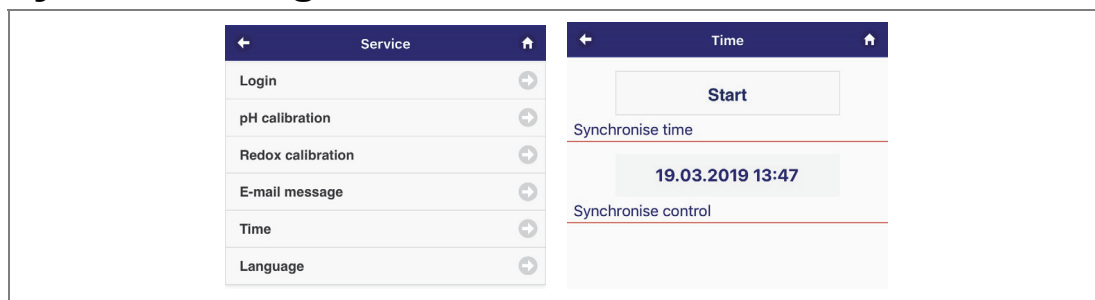 Service
Login
pH calibration
Redox calibration
E-mail message
Time
Language
Time
Start
Synchronise time
19.03.2019 13:47
Synchronise control